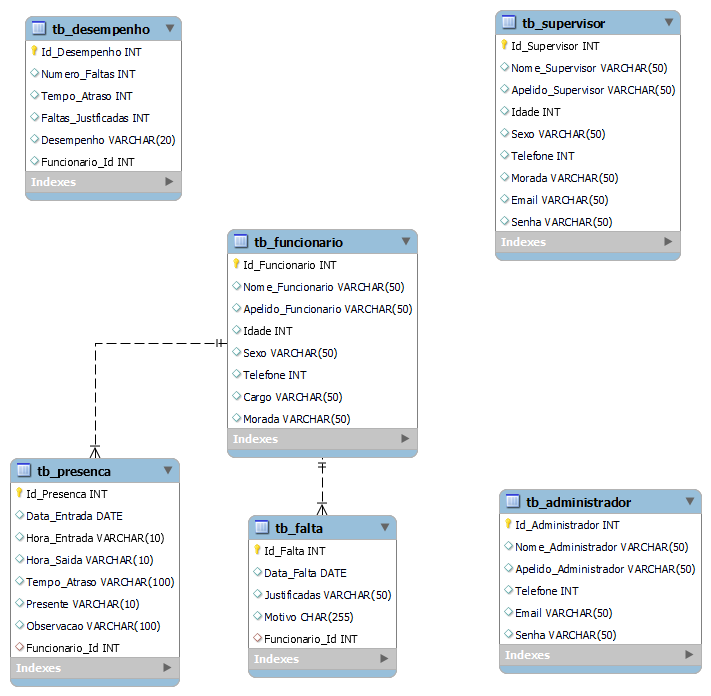 tb_desempenho
Id_Desempenho INT
Numero_Faltas INT
Tempo_Atraso INT
Faltas_Justficadas INT
Desempenho VARCHAR(20)
Funcionario_Id INT
Indexes
tb_supervisor
Id_Supervisor INT
Nome_Supervisor VARCHAR(50)
Apelido_Supervisor VARCHAR(50)
Idade INT
Sexo VARCHAR(50)
Telefone INT
Morada VARCHAR(50)
Email VARCHAR(50)
Senha VARCHAR(50)
Indexes
tb_funcionario
Id_Funcionario INT
Nome_Funcionario VARCHAR(50)
Apelido_Funcionario VARCHAR(50)
Idade INT
Sexo VARCHAR(50)
Telefone INT
Cargo VARCHAR(50)
Morada VARCHAR(50)
Indexes
tb_presenca
Id_Presenca INT
Data_Entrada DATE
Hora_Entrada VARCHAR(10)
Hora_Saida VARCHAR(10)
Tempo_Atraso VARCHAR(100)
Presente VARCHAR(10)
Observacao VARCHAR(100)
Funcionario_Id INT
Indexes
tb_falta
Id_Falta INT
Data_Falta DATE
Justificadas VARCHAR(50)
Motivo CHAR(255)
Funcionario_Id INT
Indexes
tb_administrador
Id_Administrador INT
Nome_Administrador VARCHAR(50)
Apelido_Administrador VARCHAR(50)
Telefone INT
Email VARCHAR(50)
Senha VARCHAR(50)
Indexes